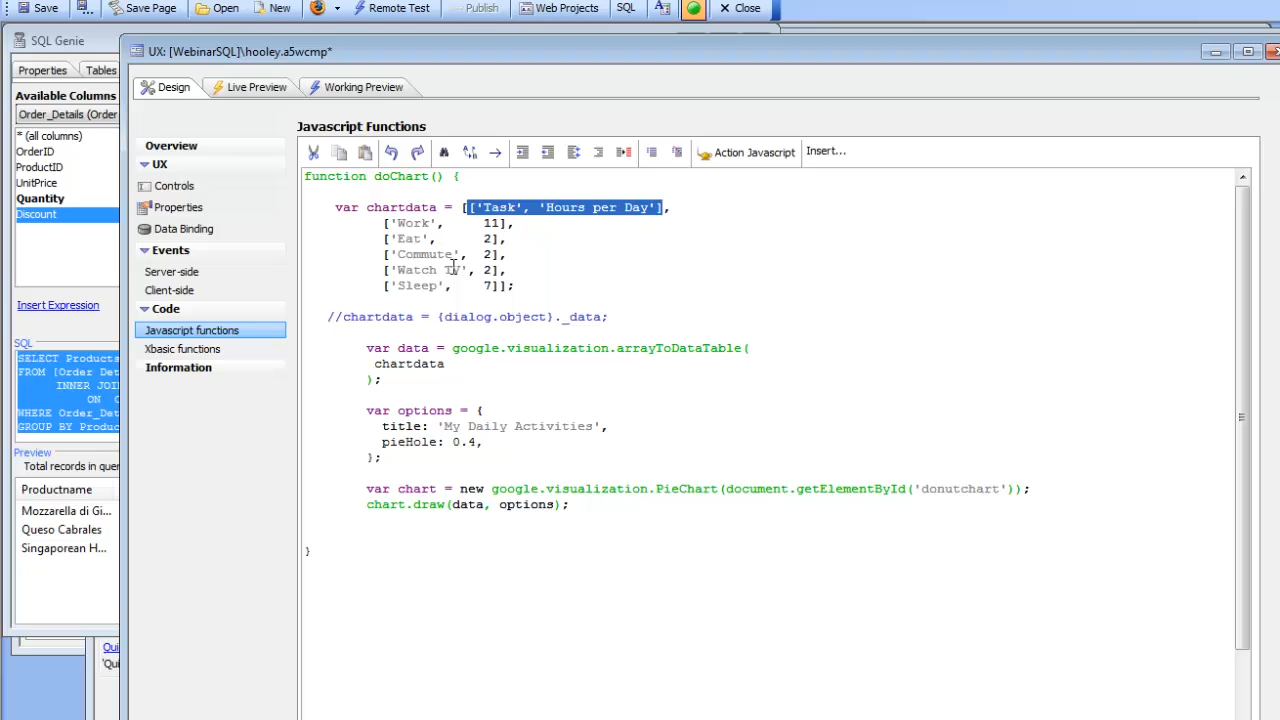 Save Save Page Open New Remote Test Publish Web Projects SQL Close
SQL Genie
Properties Tables
Available Columns
Order_Details (Order
* (all columns)
OrderID
ProductID
UnitPrice
Quantity
Discount
Insert Expression
SQL
SELECT Products
FROM [Order Det
INNER JOI
ON
WHERE Order_Det
GROUP BY Produc
Preview
Total records in quer
Productname
Mozzarella di Gi...
Queso Cabrales
Singaporean H...
Qui
'Qui
UX: [WebinarSQL]\hooley.a5wcmp*
Design Live Preview Working Preview
Overview
UX
Controls
Properties
Data Binding
Events
Server-side
Client-side
Code
Javascript functions
Xbasic functions
Information
Javascript Functions
Action Javascript Insert...
function doChart() {
var chartdata = [['Task', 'Hours per Day'],
['Work', 11],
['Eat', 2],
['Commute', 2],
['Watch TV', 2],
['Sleep', 7]];
//chartdata = {dialog.object}._data;
var data = google.visualization.arrayToDataTable(
chartdata
);
var options = {
title: 'My Daily Activities',
pieHole: 0.4,
};
var chart = new google.visualization.PieChart(document.getElementById('donutchart'));
chart.draw(data, options);
}